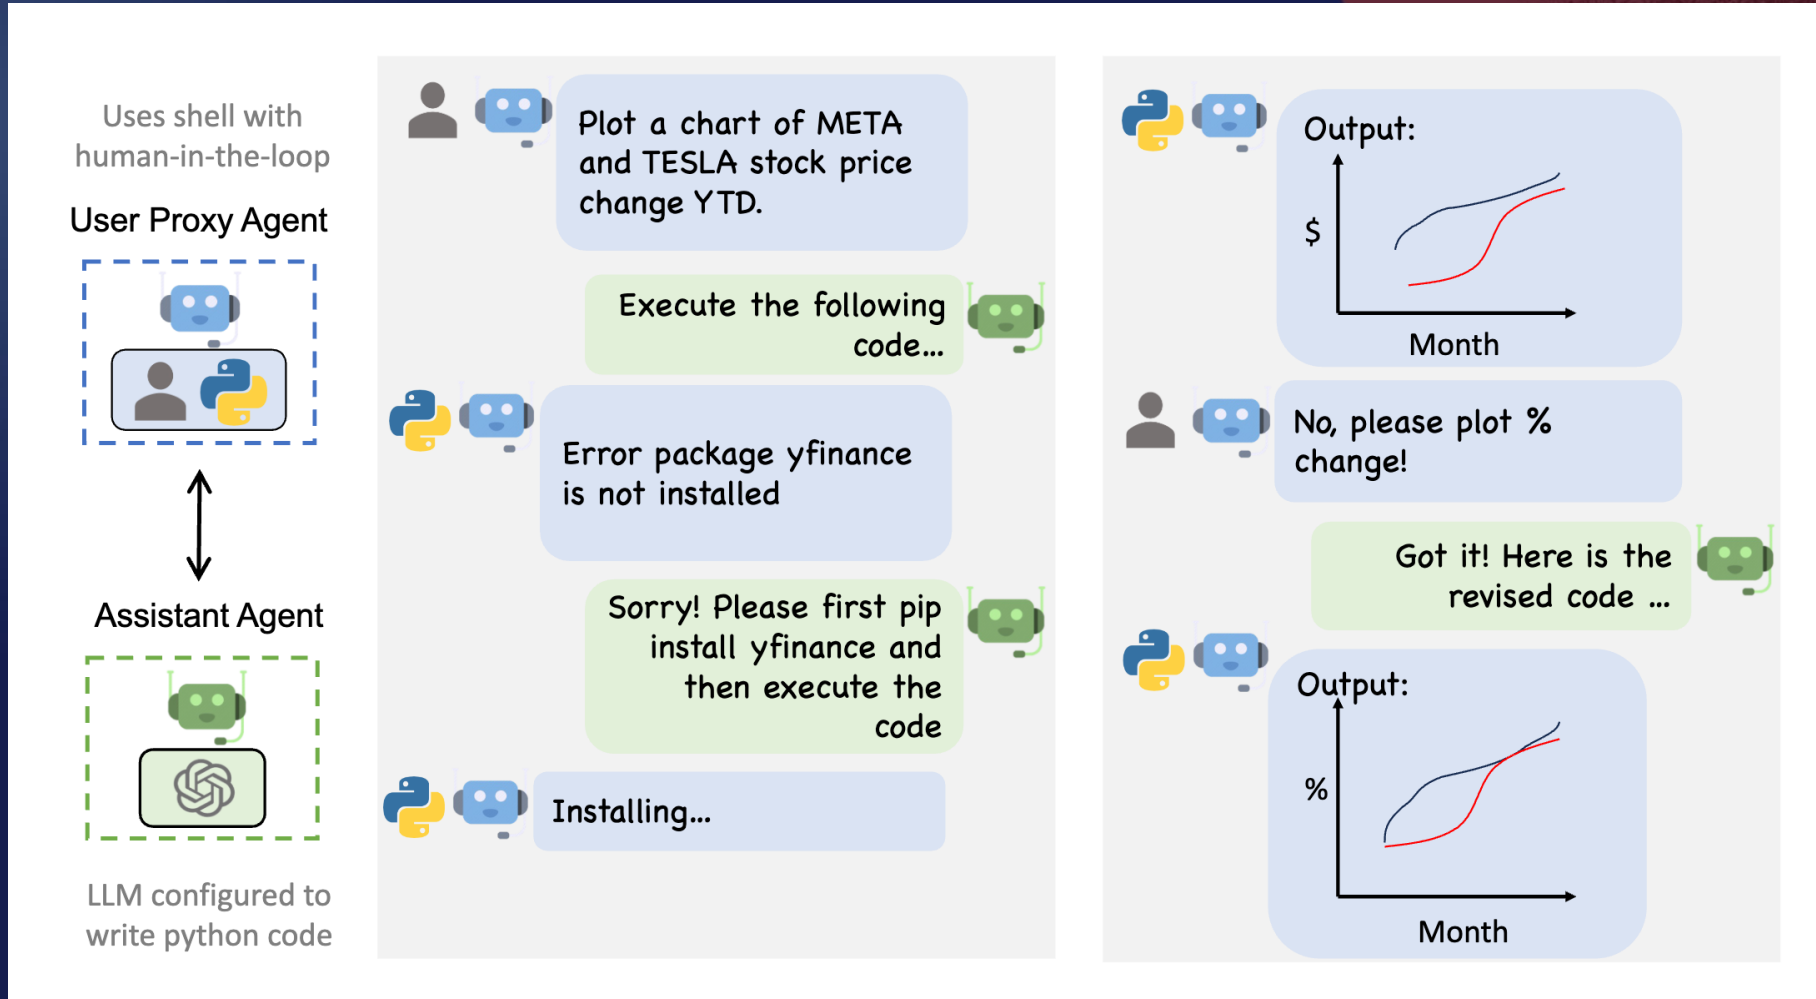 Uses shell with
human-in-the-loop
User Proxy Agent
Assistant Agent
LLM configured to
write python code
Plot a chart of META
and TESLA stock price
change YTD.
Execute the following
code...
Error package yfinance
is not installed
Sorry! Please first pip
install yfinance and
then execute the
code
Installing...
Output:
$
Month
No, please plot %
change!
Got it! Here is the
revised code ...
Output:
%
Month